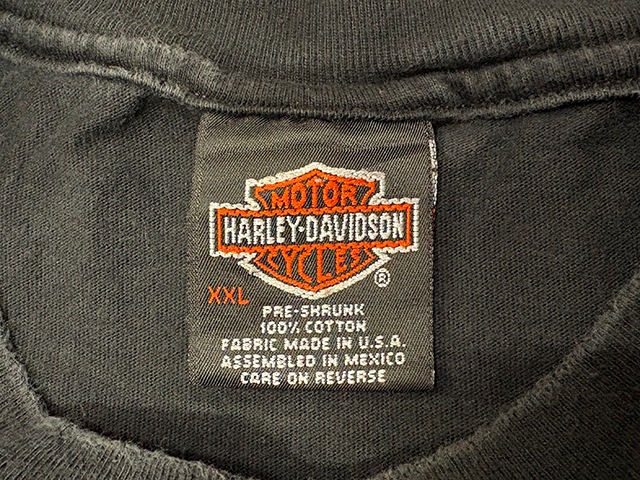 MOTOR
HARLEY-DAVIDSON
CYCLES
®
XXL
PRE-SHRUNK
100% COTTON
FABRIC MADE IN U.S.A.
ASSEMBLED IN MEXICO
CARE ON REVERSE